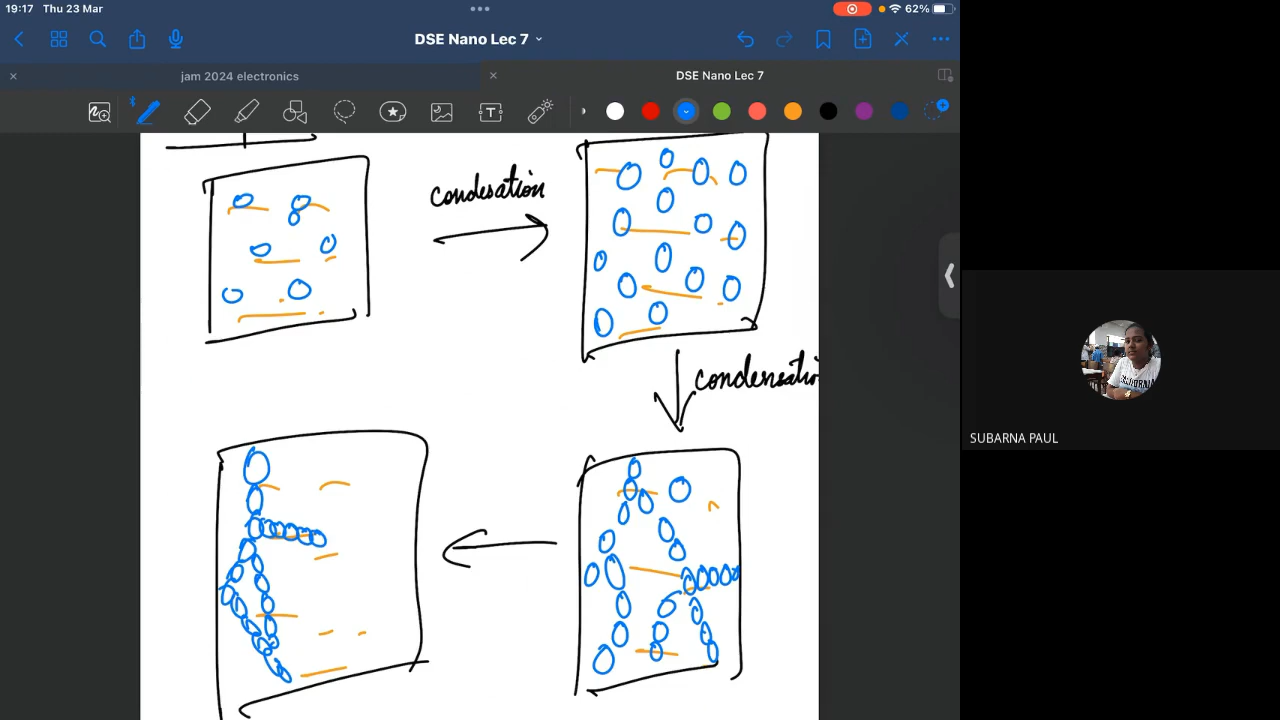 19:17 Thu 23 Mar
62%
DSE Nano Lec 7
jam 2024 electronics
DSE Nano Lec 7
condesation
condensatio
SUBARNA PAUL